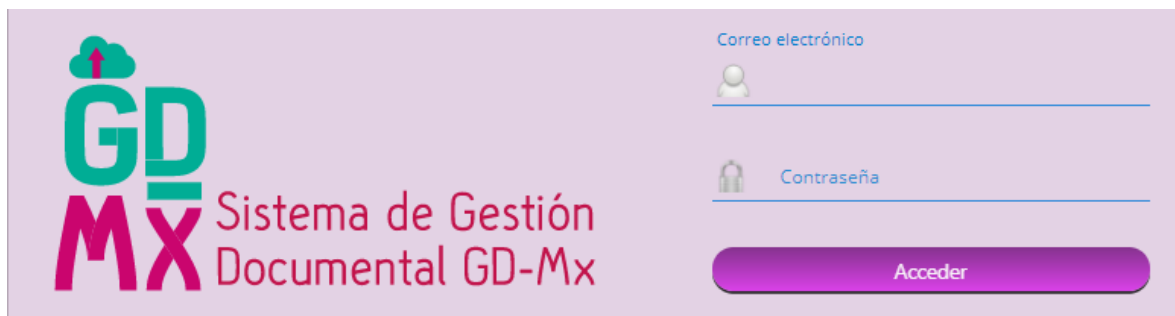 GD
Mx
Sistema de Gestión
Documental GD-Mx
Correo electrónico
Contraseña
Acceder